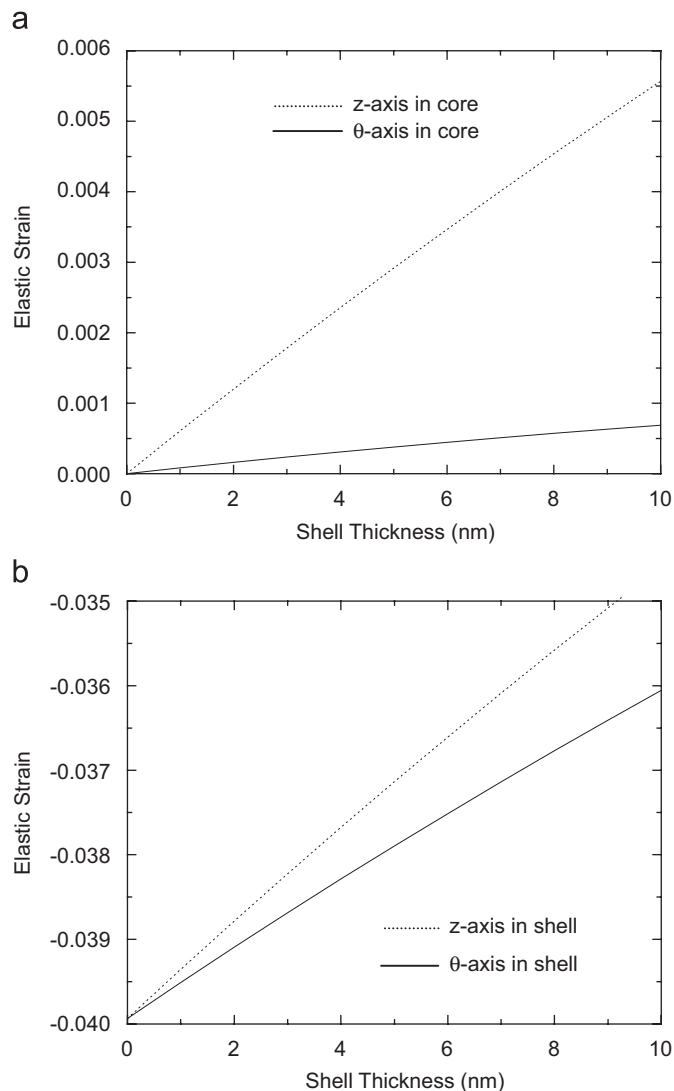 a
0.006
0.005
0.004
0.003
0.002
0.001
0.000
Elastic Strain
z-axis in core
θ-axis in core
0 2 4 6 8 10
Shell Thickness (nm)
b
-0.035
-0.036
-0.037
-0.038
-0.039
-0.040
Elastic Strain
z-axis in shell
θ-axis in shell
0 2 4 6 8 10
Shell Thickness (nm)